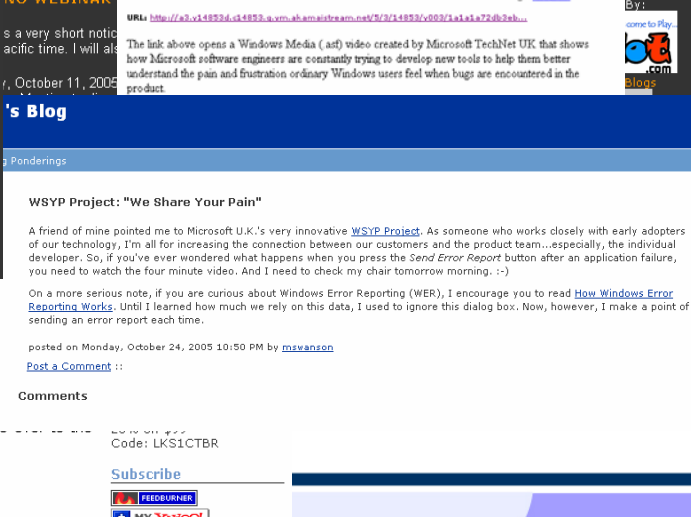 NO WEBINAR
By:
URL: http://a3.v14853d.c14853.g.vm.akamaistream.net/5/3/14853/v003/1a1a1a72db3eb...
s a very short notic
acific time. I will als
The link above opens a Windows Media (.asf) video created by Microsoft TechNet UK that shows
how Microsoft software engineers are constantly trying to develop new tools to help them better
understand the pain and frustration ordinary Windows users feel when bugs are encountered in the
product.
come to Play...
ot
.com
Blogs
y, October 11, 2005
's Blog
g Ponderings
WSYP Project: "We Share Your Pain"
A friend of mine pointed me to Microsoft U.K.'s very innovative WSYP Project. As someone who works closely with early adopters
of our technology, I'm all for increasing the connection between our customers and the product team...especially, the individual
developer. So, if you've ever wondered what happens when you press the Send Error Report button after an application failure,
you need to watch the four minute video. And I need to check my chair tomorrow morning. :-)
On a more serious note, if you are curious about Windows Error Reporting (WER), I encourage you to read How Windows Error
Reporting Works. Until I learned how much we rely on this data, I used to ignore this dialog box. Now, however, I make a point of
sending an error report each time.
posted on Monday, October 24, 2005 10:50 PM by mswanson
Post a Comment ::
Comments
Code: LKS1CTBR
Subscribe
FEEDBURNER
MY YAHOO!